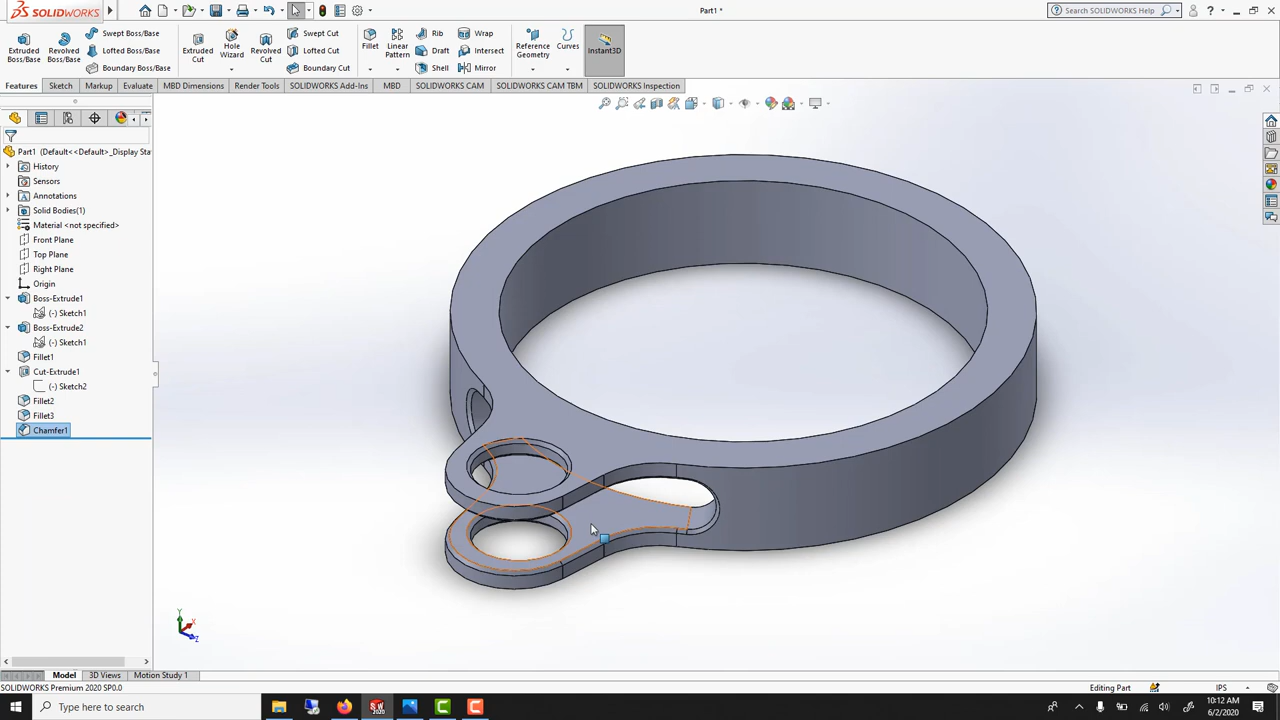 SOLIDWORKS
Part1 *
Search SOLIDWORKS Help
Extruded Boss/Base
Revolved Boss/Base
Swept Boss/Base
Lofted Boss/Base
Boundary Boss/Base
Extruded Cut
Hole Wizard
Revolved Cut
Swept Cut
Lofted Cut
Boundary Cut
Fillet
Linear Pattern
Rib
Draft
Shell
Wrap
Intersect
Mirror
Reference Geometry
Curves
Instant3D
Features
Sketch
Markup
Evaluate
MBD Dimensions
Render Tools
SOLIDWORKS Add-Ins
MBD
SOLIDWORKS CAM
SOLIDWORKS CAM TBM
SOLIDWORKS Inspection
Part1 (Default<<Default>_Display Sta
History
Sensors
Annotations
Solid Bodies(1)
Material <not specified>
Front Plane
Top Plane
Right Plane
Origin
Boss-Extrude1
(-) Sketch1
Boss-Extrude2
(-) Sketch1
Fillet1
Cut-Extrude1
(-) Sketch2
Fillet2
Fillet3
Chamfer1
Y
X
Z
Model
3D Views
Motion Study 1
SOLIDWORKS Premium 2020 SP0.0
Editing Part
IPS
Type here to search
SW
2020
10:12 AM
6/2/2020